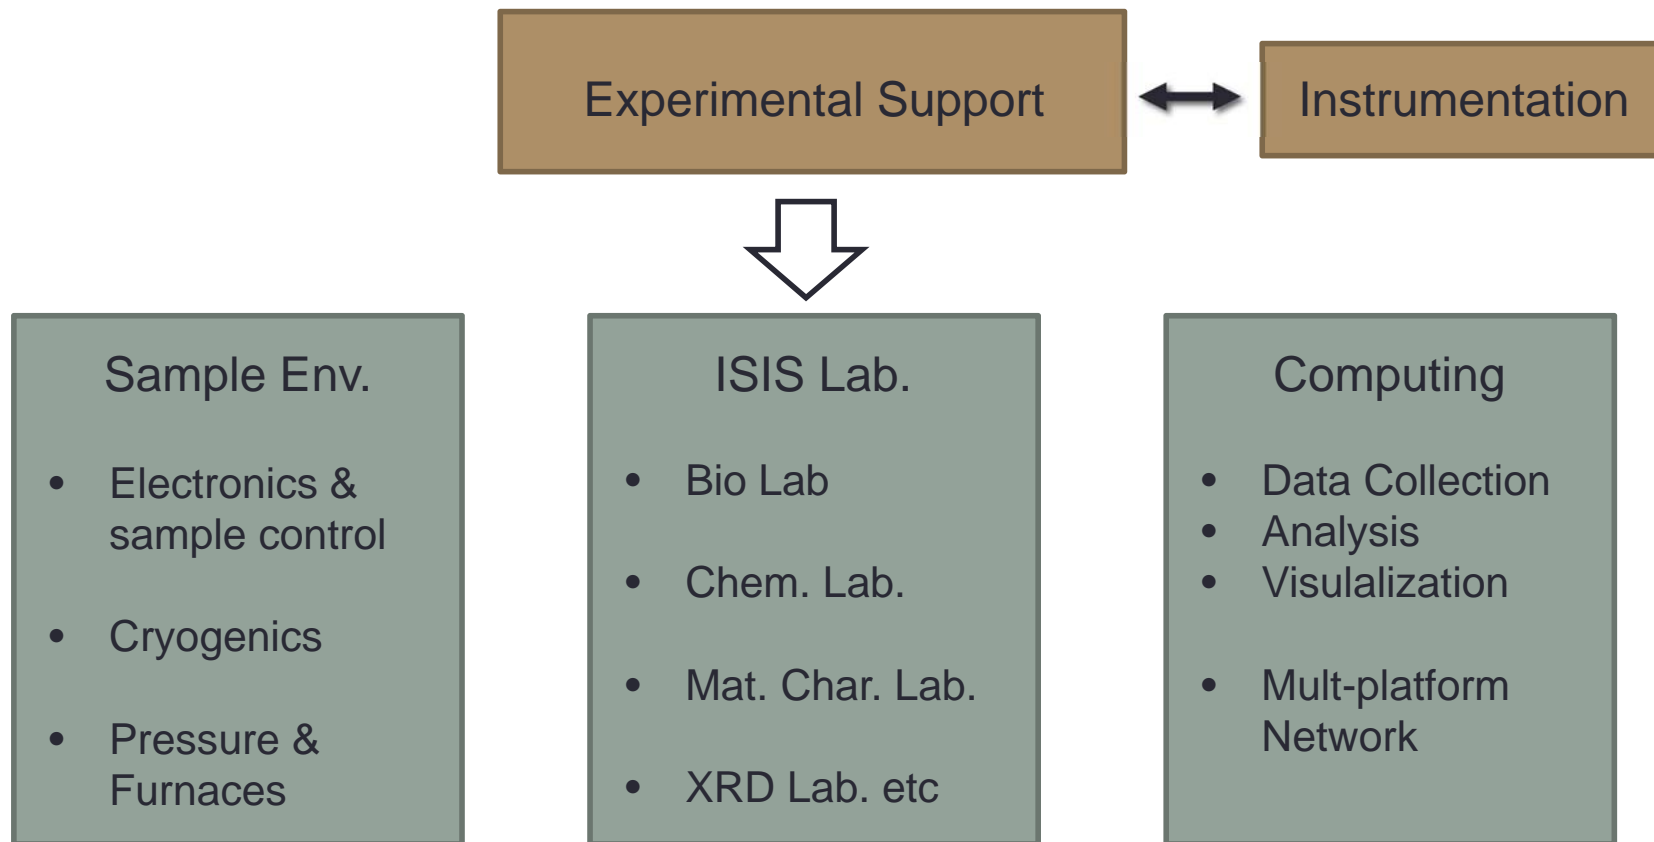 Experimental Support
Instrumentation
Sample Env.
• Electronics &
sample control
• Cryogenics
• Pressure &
Furnaces
ISIS Lab.
• Bio Lab
• Chem. Lab.
• Mat. Char. Lab.
• XRD Lab. etc
Computing
• Data Collection
• Analysis
• Visulalization
• Mult-platform
Network